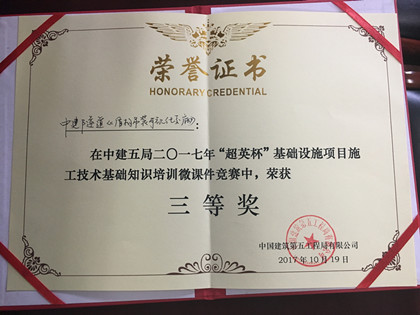 荣誉证书
HONORARY CREDENTIAL
在中建五局二〇一七年“超英杯”基础设施项目施
工技术基础知识培训微课件竞赛中，荣获
三等奖
中国建筑第五工程局有限公司
2017年10月19日